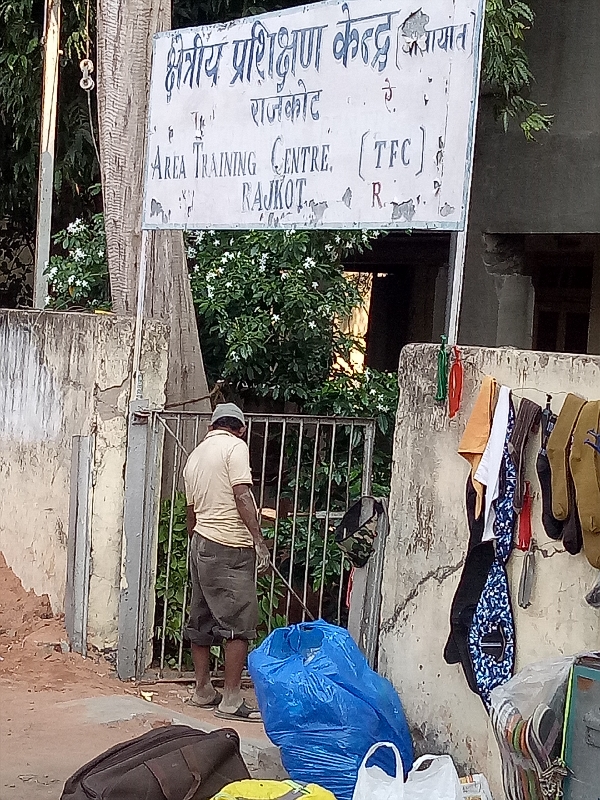 क्षेत्रीय प्रशिक्षण केन्द्र
राजकोट
AREA TRAINING CENTRE (TFC)
RAJKOT R.